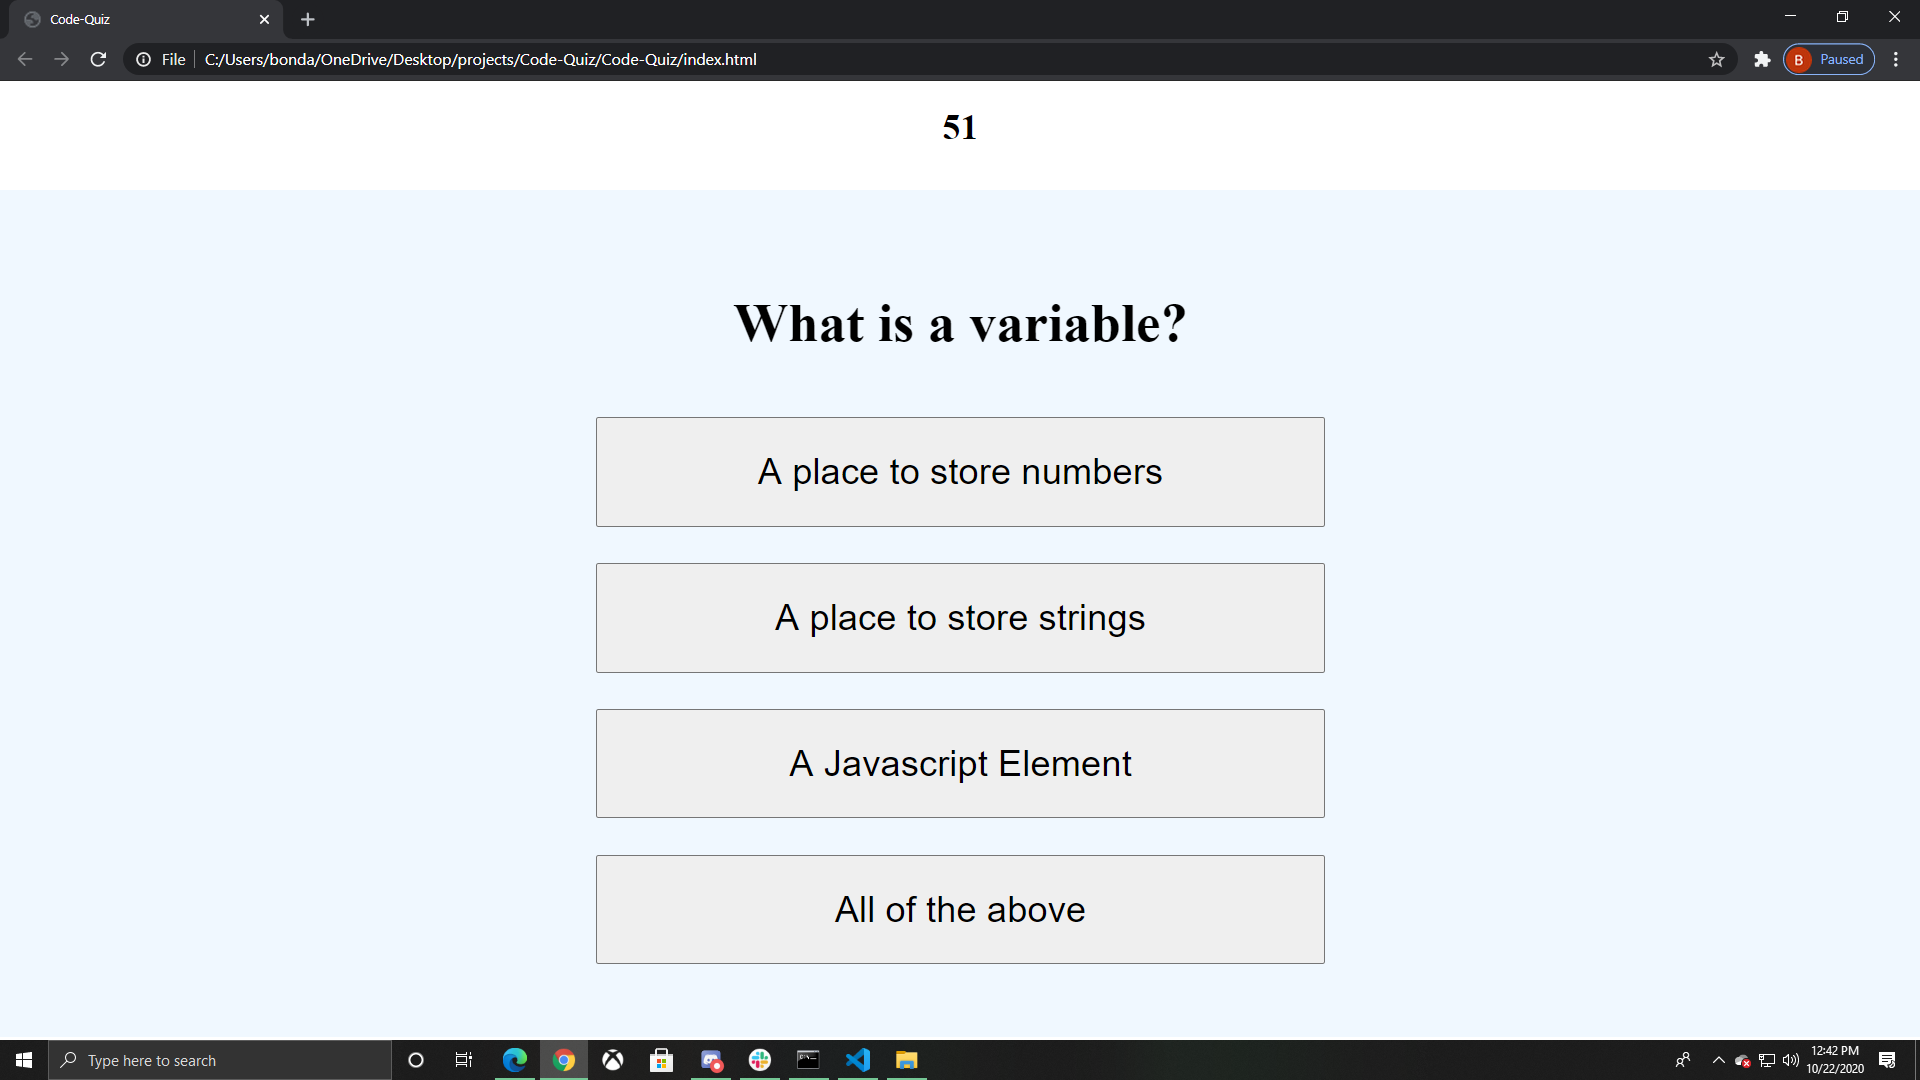 Code-Quiz
File
C:/Users/bonda/OneDrive/Desktop/projects/Code-Quiz/Code-Quiz/index.html
B
Paused
51
What is a variable?
A place to store numbers
A place to store strings
A Javascript Element
All of the above
Type here to search
12:42 PM
10/22/2020